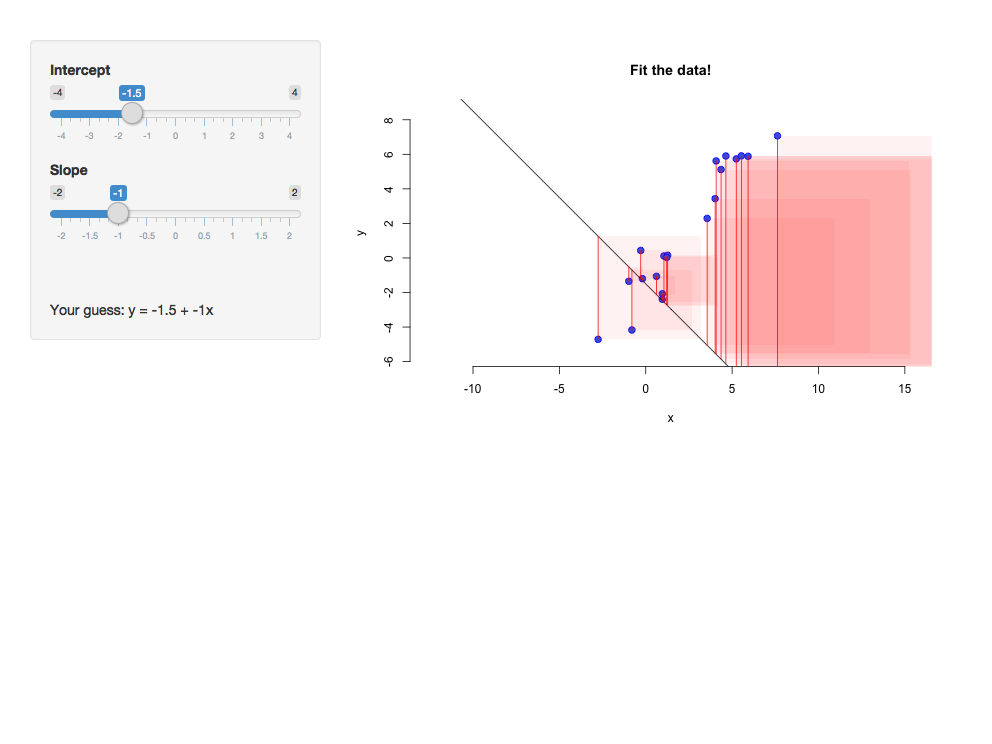 Intercept
-4 -1.5 4
-4 -3 -2 -1 0 1 2 3 4
Slope
-2 -1 2
-2 -1.5 -1 -0.5 0 0.5 1 1.5 2
Your guess: y = -1.5 + -1x
Fit the data!
y
8
6
4
2
0
-2
-4
-6
-10 -5 0 5 10 15
x